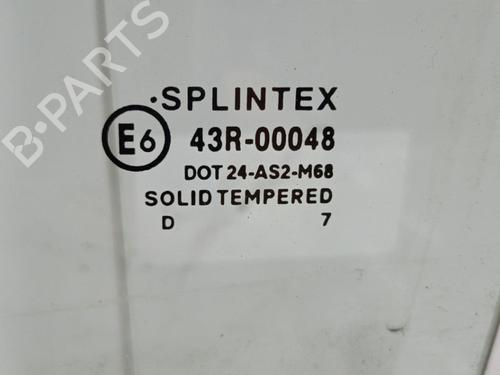 B-PARTS
·SPLINTEX
E6 43R-00048
DOT 24-AS2-M68
SOLID TEMPERED
D 7